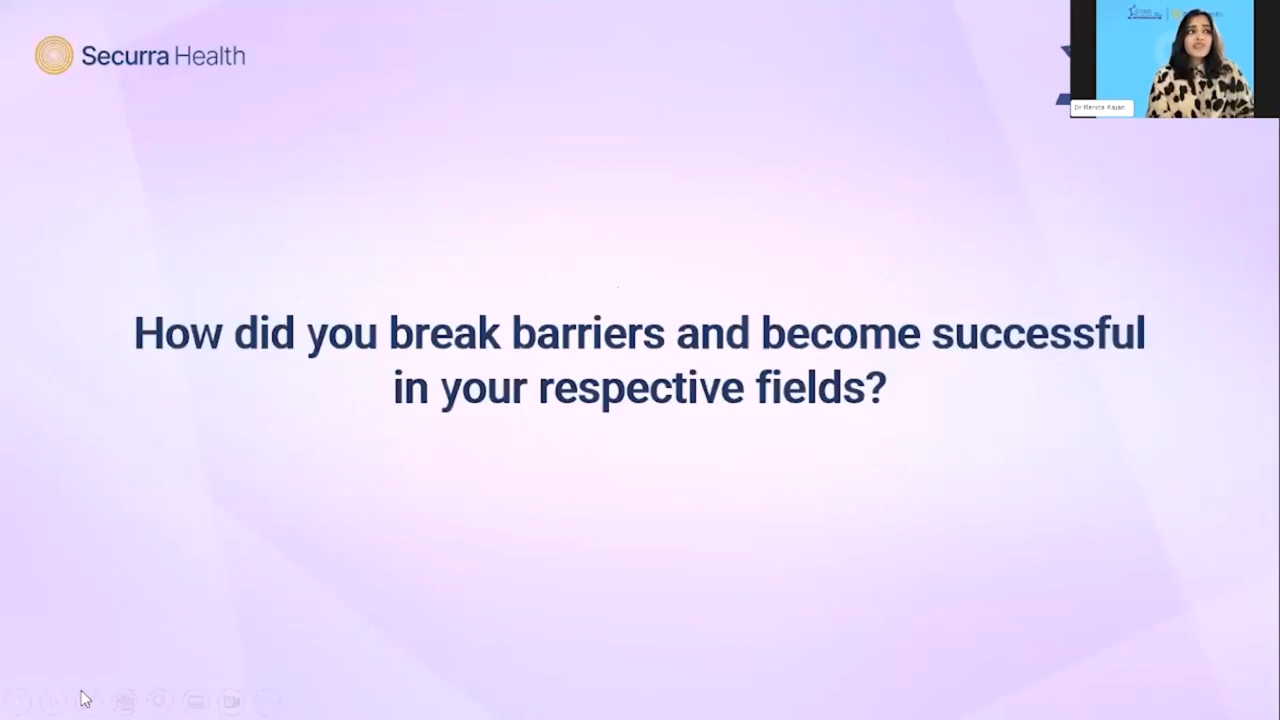 Securra Health
How did you break barriers and become successful
in your respective fields?